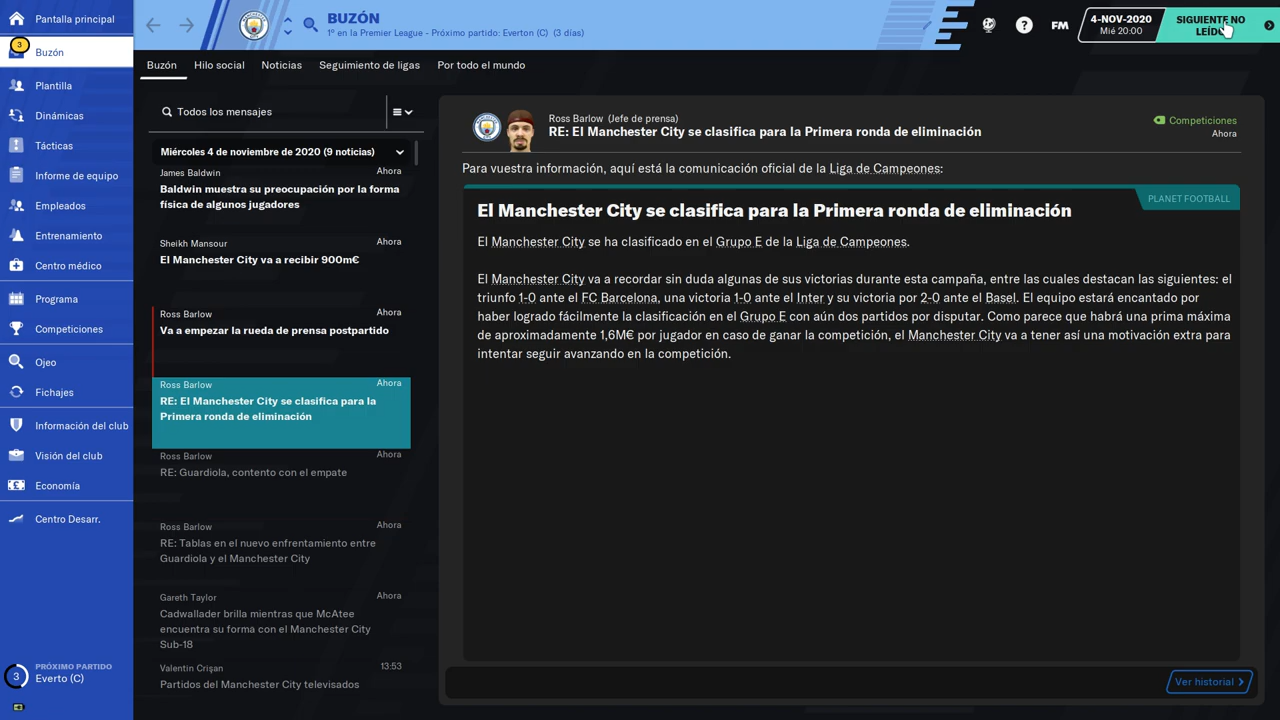 Pantalla principal
3
Buzón
Plantilla
Dinámicas
Tácticas
Informe de equipo
Empleados
Entrenamiento
Centro médico
Programa
Competiciones
Ojeo
Fichajes
Información del club
Visión del club
Economía
Centro Desarr.
3
PRÓXIMO PARTIDO
Everto (C)
BUZÓN
1º en la Premier League - Próximo partido: Everton (C) (3 días)
?
FM
4-NOV-2020
Mié 20:00
SIGUIENTE NO
LEÍDO
Buzón
Hilo social
Noticias
Seguimiento de ligas
Por todo el mundo
Todos los mensajes
Miércoles 4 de noviembre de 2020 (9 noticias)
James Baldwin
Ahora
Baldwin muestra su preocupación por la forma
física de algunos jugadores
Sheikh Mansour
Ahora
El Manchester City va a recibir 900m€
Ross Barlow
Ahora
Va a empezar la rueda de prensa postpartido
Ross Barlow
Ahora
RE: El Manchester City se clasifica para la
Primera ronda de eliminación
Ross Barlow
Ahora
RE: Guardiola, contento con el empate
Ross Barlow
Ahora
RE: Tablas en el nuevo enfrentamiento entre
Guardiola y el Manchester City
Gareth Taylor
Ahora
Cadwallader brilla mientras que McAtee
encuentra su forma con el Manchester City
Sub-18
Valentin Crişan
13:53
Partidos del Manchester City televisados
Ross Barlow (Jefe de prensa)
RE: El Manchester City se clasifica para la Primera ronda de eliminación
Competiciones
Ahora
Para vuestra información, aquí está la comunicación oficial de la Liga de Campeones:
PLANET FOOTBALL
El Manchester City se clasifica para la Primera ronda de eliminación
El Manchester City se ha clasificado en el Grupo E de la Liga de Campeones.
El Manchester City va a recordar sin duda algunas de sus victorias durante esta campaña, entre las cuales destacan las siguientes: el
triunfo 1-0 ante el FC Barcelona, una victoria 1-0 ante el Inter y su victoria por 2-0 ante el Basel. El equipo estará encantado por
haber logrado fácilmente la clasificación en el Grupo E con aún dos partidos por disputar. Como parece que habrá una prima máxima
de aproximadamente 1,6M€ por jugador en caso de ganar la competición, el Manchester City va a tener así una motivación extra para
intentar seguir avanzando en la competición.
Ver historial